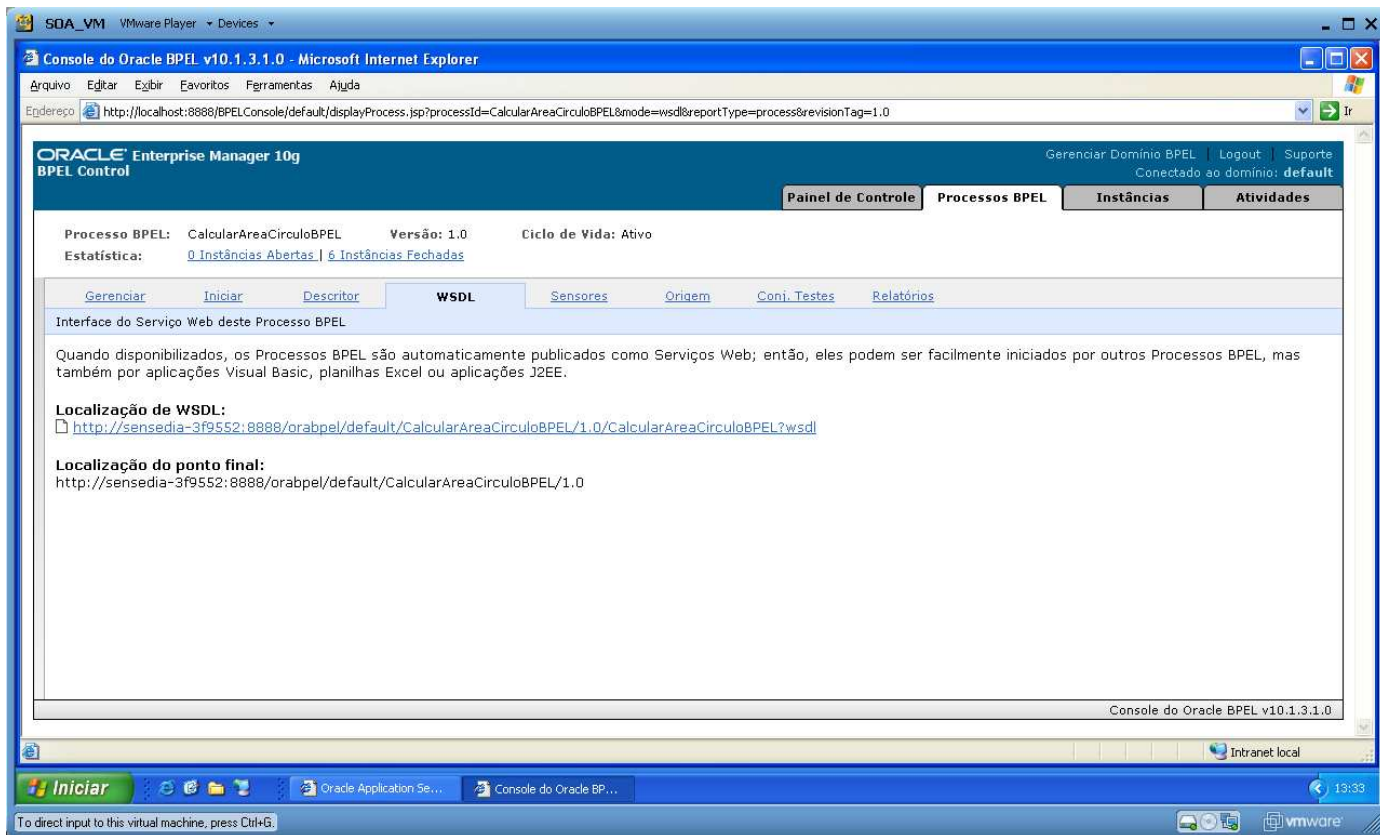 SOA_VM VMware Player Devices
Console do Oracle BPEL v10.1.3.1.0 - Microsoft Internet Explorer
Arquivo Editar Exibir Favoritos Ferramentas Ajuda
Endereço http://localhost:8888/BPELConsole/default/displayProcess.jsp?processId=CalcularAreaCirculoBPEL&mode=wsdl&reportType=process&revisionTag=1.0 Ir
ORACLE Enterprise Manager 10g
BPEL Control
Gerenciar Domínio BPEL | Logout | Suporte
Conectado ao domínio: default
Painel de Controle Processos BPEL Instâncias Atividades
Processo BPEL: CalcularAreaCirculoBPEL Versão: 1.0 Ciclo de Vida: Ativo
Estatística: 0 Instâncias Abertas | 6 Instâncias Fechadas
Gerenciar Iniciar Descritor WSDL Sensores Origem Conj. Testes Relatórios
Interface do Serviço Web deste Processo BPEL
Quando disponibilizados, os Processos BPEL são automaticamente publicados como Serviços Web; então, eles podem ser facilmente iniciados por outros Processos BPEL, mas
também por aplicações Visual Basic, planilhas Excel ou aplicações J2EE.
Localização de WSDL:
http://sensedia-3f9552:8888/orabpel/default/CalcularAreaCirculoBPEL/1.0/CalcularAreaCirculoBPEL?wsdl
Localização do ponto final:
http://sensedia-3f9552:8888/orabpel/default/CalcularAreaCirculoBPEL/1.0
Console do Oracle BPEL v10.1.3.1.0
Intranet local
Iniciar Oracle Application Se... Console do Oracle BP... 13:33
To direct input to this virtual machine, press Ctrl+G. vmware